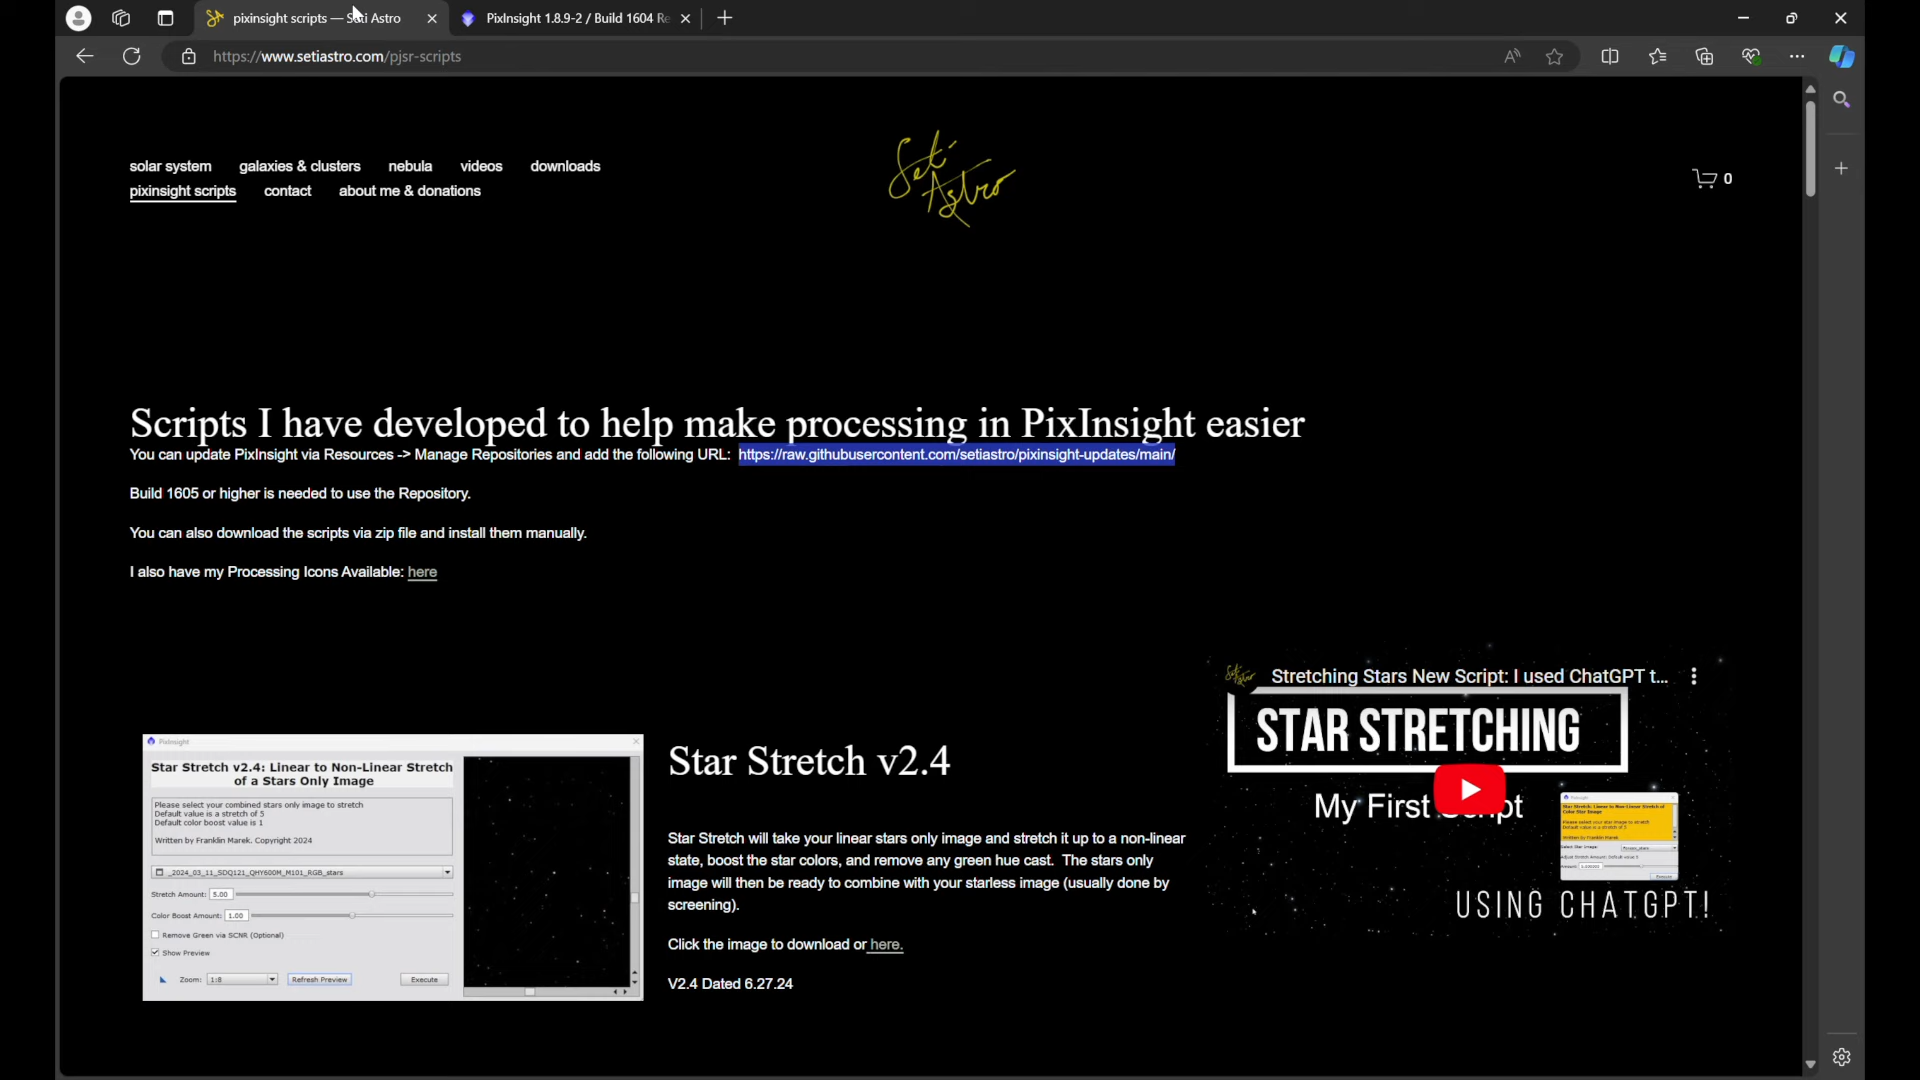 pixinsight scripts — Seti Astro
PixInsight 1.8.9-2 / Build 1604 Re
https://www.setiastro.com/pjsr-scripts
solar system galaxies & clusters nebula videos downloads
pixinsight scripts contact about me & donations
Seti Astro
0
Scripts I have developed to help make processing in PixInsight easier
You can update PixInsight via Resources -> Manage Repositories and add the following URL: https://raw.githubusercontent.com/setiastro/pixinsight-updates/main/
Build 1605 or higher is needed to use the Repository.
You can also download the scripts via zip file and install them manually.
I also have my Processing Icons Available: here
Stretching Stars New Script: I used ChatGPT t...
STAR STRETCHING
My First Script
USING CHATGPT!
PixInsight
Star Stretch v2.4: Linear to Non-Linear Stretch
of a Stars Only Image
Please select your combined stars only image to stretch
Default value is a stretch of 5
Default color boost value is 1
Written by Franklin Marek. Copyright 2024
_2024_03_11_SDQ121_QHY600M_M101_RGB_stars
Stretch Amount: 5.00
Color Boost Amount: 1.00
Remove Green via SCNR (Optional)
Show Preview
Zoom: 1:8 Refresh Preview Execute
Star Stretch v2.4
Star Stretch will take your linear stars only image and stretch it up to a non-linear
state, boost the star colors, and remove any green hue cast. The stars only
image will then be ready to combine with your starless image (usually done by
screening).
Click the image to download or here.
V2.4 Dated 6.27.24